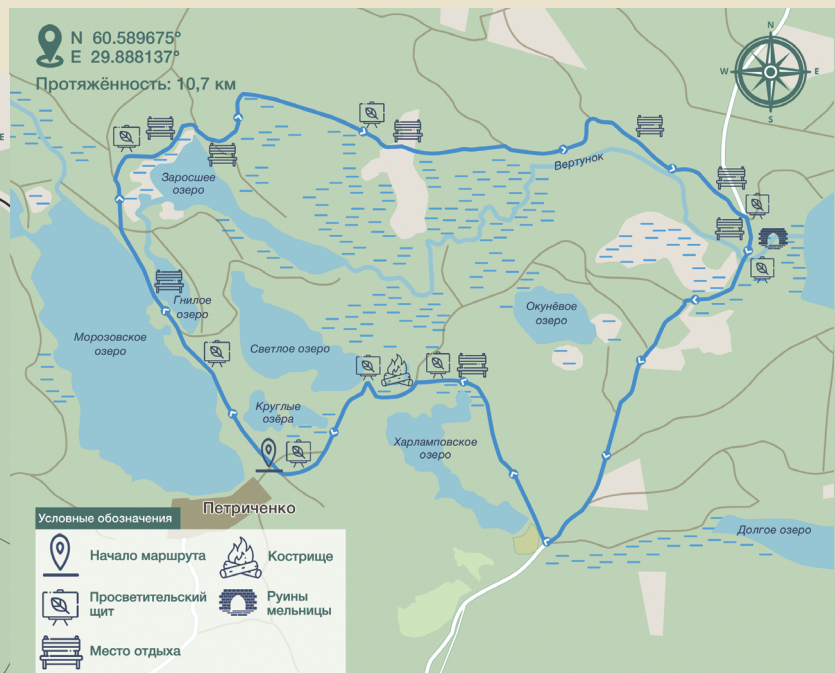 N 60.589675°
E 29.888137°
Протяжённость: 10,7 км
N
W
E
S
E
Заросшее
озеро
Вертунок
Гнилое
озеро
Окунёвое
озеро
Морозовское
озеро
Светлое озеро
Круглые
озёра
Харламповское
озеро
Петриченко
Долгое озеро
Условные обозначения
Начало маршрута
Кострище
Просветительский
щит
Руины
мельницы
Место отдыха